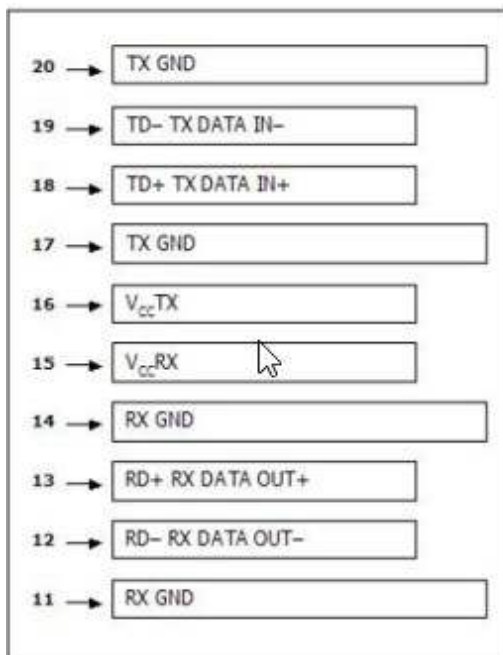 20 TX GND
19 TD– TX DATA IN–
18 TD+ TX DATA IN+
17 TX GND
16 VCCTX
15 VCCRX
14 RX GND
13 RD+ RX DATA OUT+
12 RD– RX DATA OUT–
11 RX GND